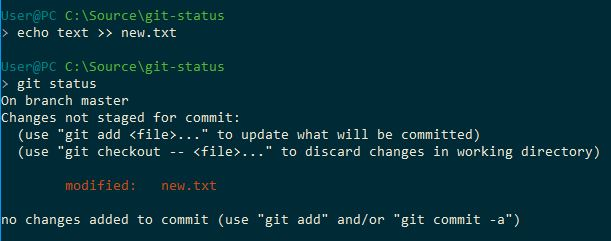 User@PC C:\Source\git-status
> echo text >> new.txt
User@PC C:\Source\git-status
> git status
On branch master
Changes not staged for commit:
(use "git add <file>..." to update what will be committed)
(use "git checkout -- <file>..." to discard changes in working directory)
modified: new.txt
no changes added to commit (use "git add" and/or "git commit -a")